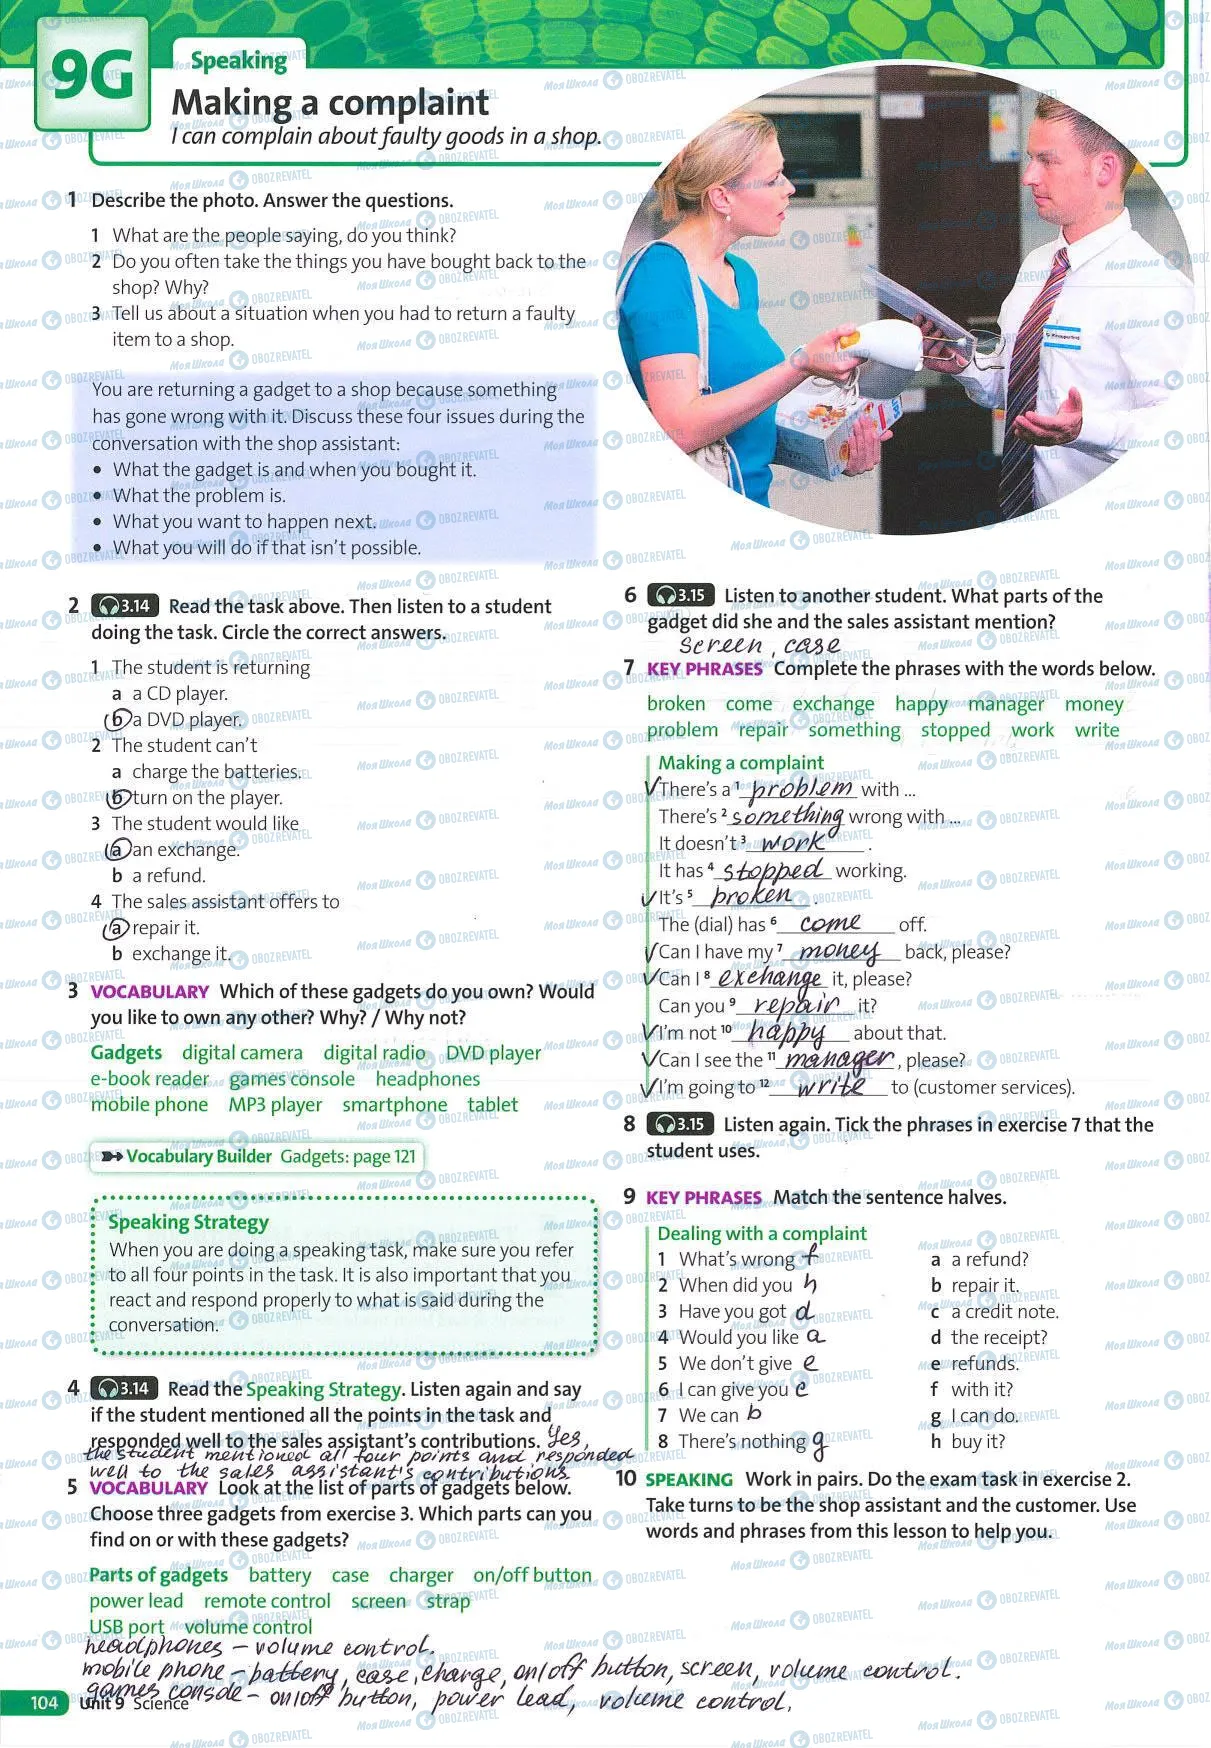 9G
Speaking
Making a complaint
I can complain about faulty goods in a shop.
1 Describe the photo. Answer the questions.
1 What are the people saying, do you think?
2 Do you often take the things you have bought back to the
shop? Why?
3 Tell us about a situation when you had to return a faulty
item to a shop.
You are returning a gadget to a shop because something
has gone wrong with it. Discuss these four issues during the
conversation with the shop assistant:
• What the gadget is and when you bought it.
• What the problem is.
• What you want to happen next.
• What you will do if that isn't possible.
2 3.14 Read the task above. Then listen to a student
doing the task. Circle the correct answers.
1 The student is returning
a a CD player.
b a DVD player.
2 The student can't
a charge the batteries.
b turn on the player.
3 The student would like
a an exchange.
b a refund.
4 The sales assistant offers to
a repair it.
b exchange it.
3 VOCABULARY Which of these gadgets do you own? Would
you like to own any other? Why? / Why not?
Gadgets digital camera digital radio DVD player
e-book reader games console headphones
mobile phone MP3 player smartphone tablet
Vocabulary Builder Gadgets: page 121
Speaking Strategy
When you are doing a speaking task, make sure you refer
to all four points in the task. It is also important that you
react and respond properly to what is said during the
conversation.
4 3.14 Read the Speaking Strategy. Listen again and say
if the student mentioned all the points in the task and
responded well to the sales assistant's contributions. Yes,
the student mentioned all four points and responded
well to the sales assistant's contributions.
5 VOCABULARY Look at the list of parts of gadgets below.
Choose three gadgets from exercise 3. Which parts can you
find on or with these gadgets?
Parts of gadgets battery case charger on/off button
power lead remote control screen strap
USB port volume control
headphones – volume control.
mobile phone – battery, case, charge, on/off button, screen, volume control.
games console – on/off button, power lead, volume control.
104 Unit 9 Science
6 3.15 Listen to another student. What parts of the
gadget did she and the sales assistant mention?
screen, case
7 KEY PHRASES Complete the phrases with the words below.
broken come exchange happy manager money
problem repair something stopped work write
Making a complaint
✓ There's a 1 problem with ...
There's 2 something wrong with ...
It doesn't 3 work .
It has 4 stopped working.
✓ It's 5 broken .
The (dial) has 6 come off.
✓ Can I have my 7 money back, please?
✓ Can I 8 exchange it, please?
Can you 9 repair it?
✓ I'm not 10 happy about that.
✓ Can I see the 11 manager, please?
✓ I'm going to 12 write to (customer services).
8 3.15 Listen again. Tick the phrases in exercise 7 that the
student uses.
9 KEY PHRASES Match the sentence halves.
Dealing with a complaint
1 What's wrong f a a refund?
2 When did you h b repair it.
3 Have you got d c a credit note.
4 Would you like a d the receipt?
5 We don't give e e refunds.
6 I can give you c f with it?
7 We can b g I can do.
8 There's nothing g h buy it?
10 SPEAKING Work in pairs. Do the exam task in exercise 2.
Take turns to be the shop assistant and the customer. Use
words and phrases from this lesson to help you.
Моя Школа OBOZREVATEL